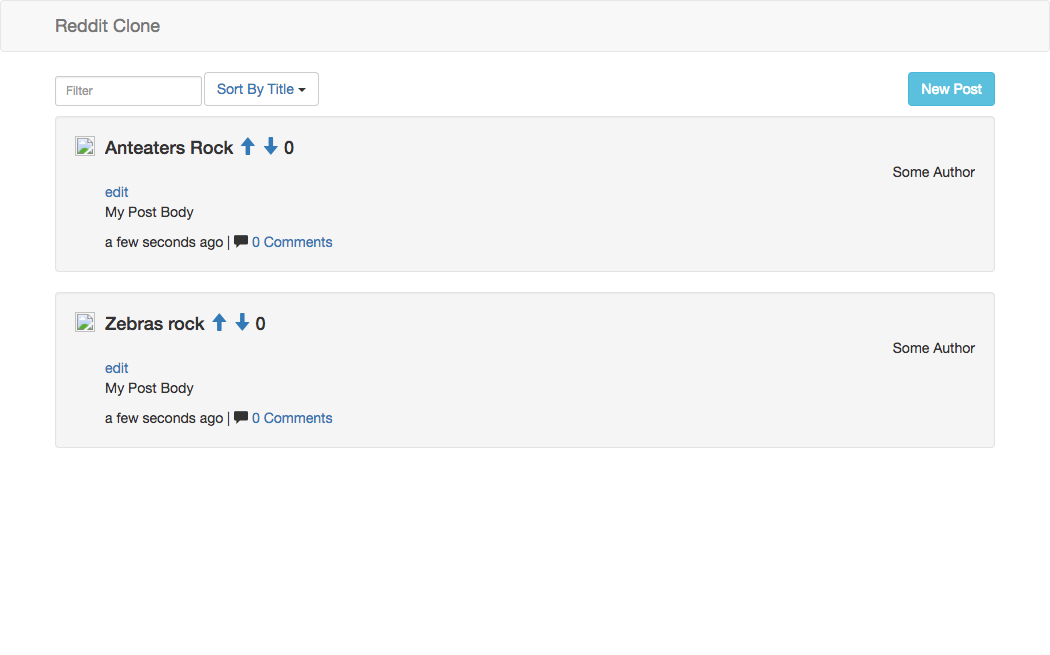 Reddit Clone
Filter Sort By Title New Post
Anteaters Rock 0
Some Author
edit
My Post Body
a few seconds ago | 0 Comments
Zebras rock 0
Some Author
edit
My Post Body
a few seconds ago | 0 Comments